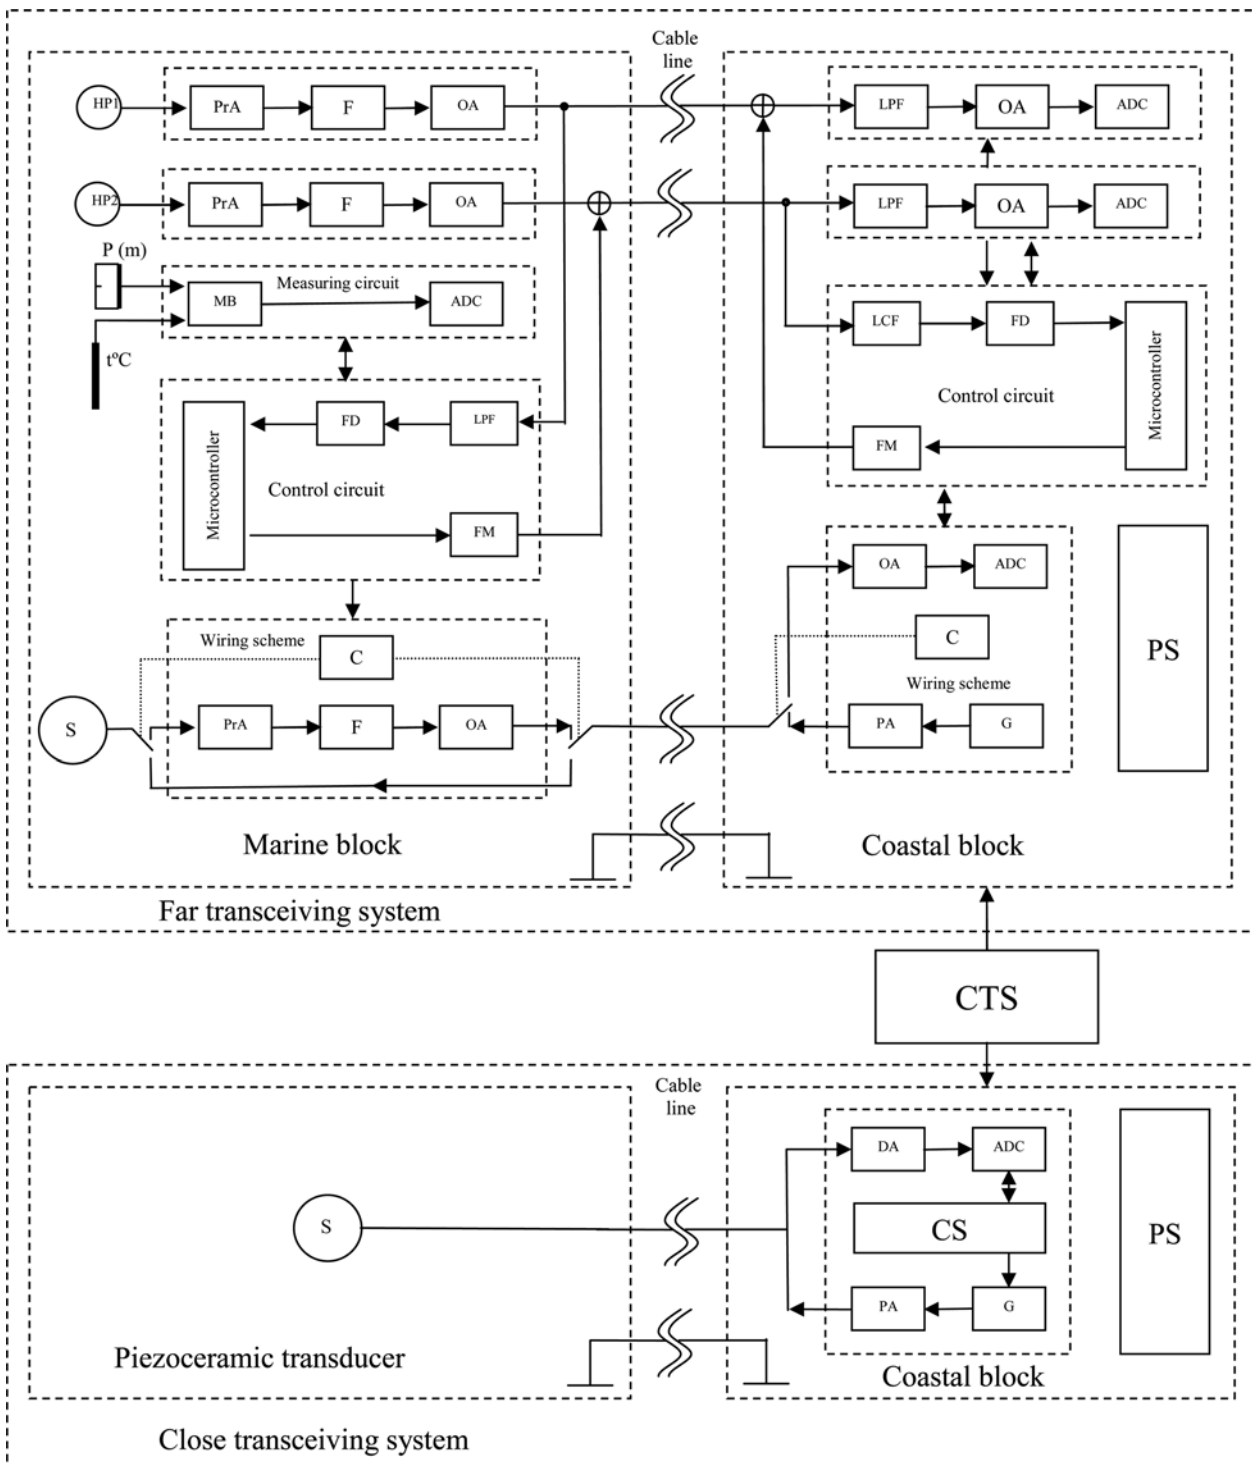 Cable
line
HP1
PrA
F
OA
LPF
OA
ADC
HP2
PrA
F
OA
LPF
OA
ADC
P (m)
MB
Measuring circuit
ADC
t°C
LCF
FD
Microcontroller
Control circuit
FM
Microcontroller
FD
LPF
Control circuit
FM
OA
ADC
C
Wiring scheme
PA
G
PS
Wiring scheme
C
S
PrA
F
OA
Marine block
Coastal block
Far transceiving system
CTS
Cable
line
DA
ADC
S
CS
PS
PA
G
Piezoceramic transducer
Coastal block
Close transceiving system